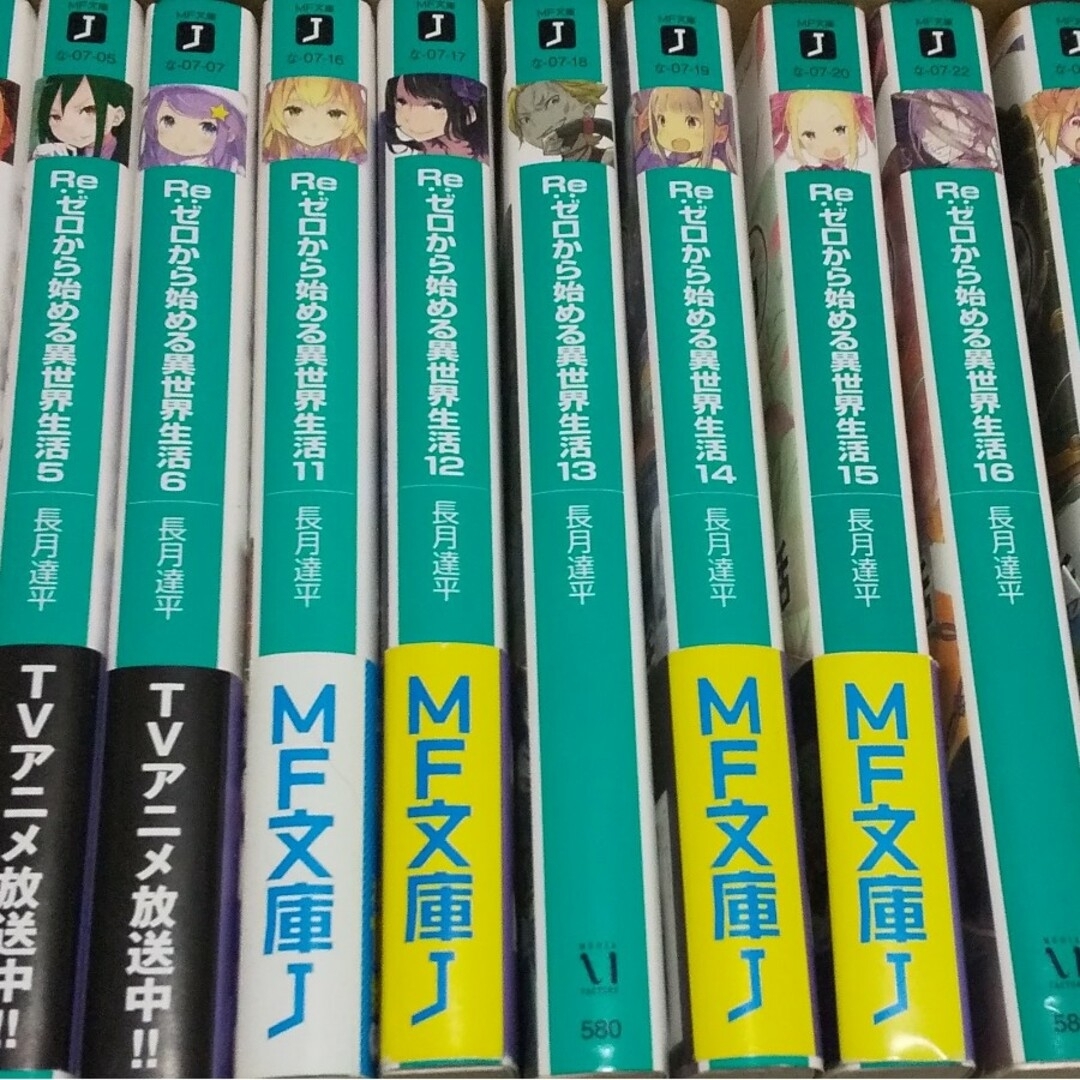 MF文庫
J
な-07-05
Re:ゼロから始める異世界生活5
長月達平
TVアニメ放送中!!
MF文庫
J
な-07-07
Re:ゼロから始める異世界生活6
長月達平
TVアニメ放送中!!
MF文庫
J
な-07-16
Re:ゼロから始める異世界生活11
長月達平
MF文庫J
MF文庫
J
な-07-17
Re:ゼロから始める異世界生活12
長月達平
MF文庫J
MF文庫
J
な-07-18
Re:ゼロから始める異世界生活13
長月達平
MEDIA
FACTORY
580
MF文庫
J
な-07-19
Re:ゼロから始める異世界生活14
長月達平
MF文庫J
MF文庫
J
な-07-20
Re:ゼロから始める異世界生活15
長月達平
MF文庫J
MF文庫
J
な-07-22
Re:ゼロから始める異世界生活16
長月達平
MEDIA